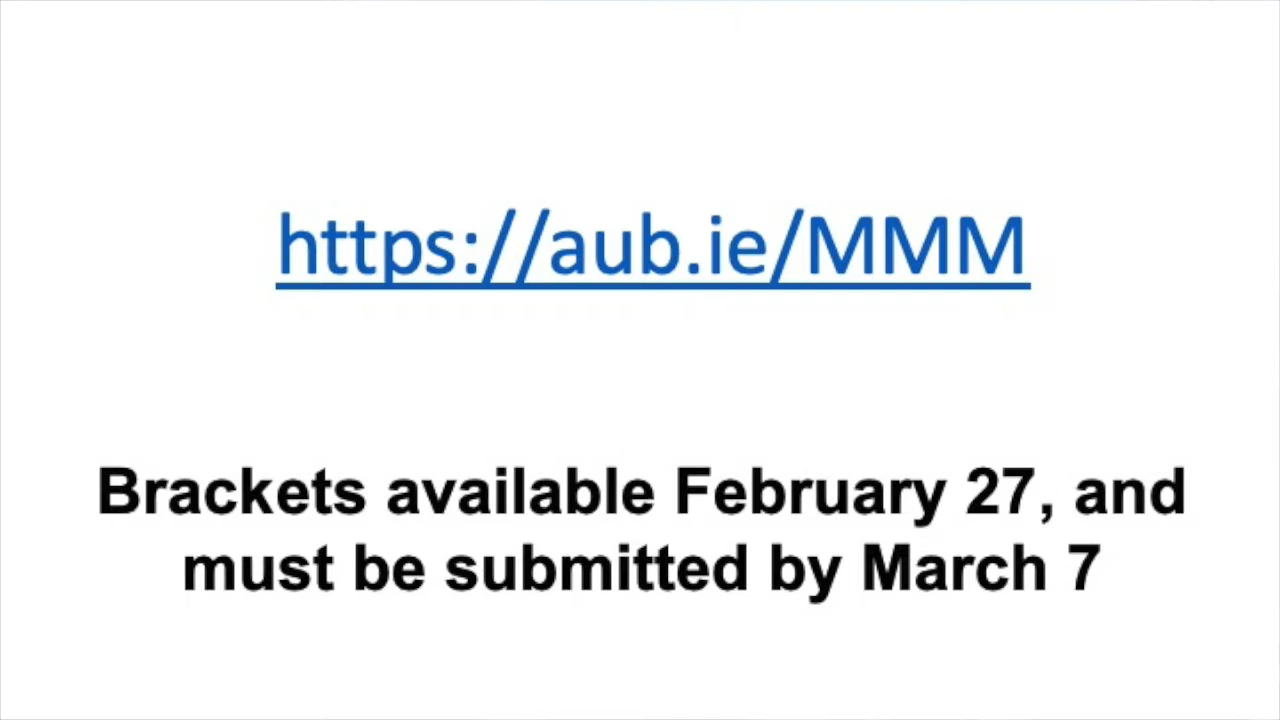 https://aub.ie/MMM
Brackets available February 27, and
must be submitted by March 7